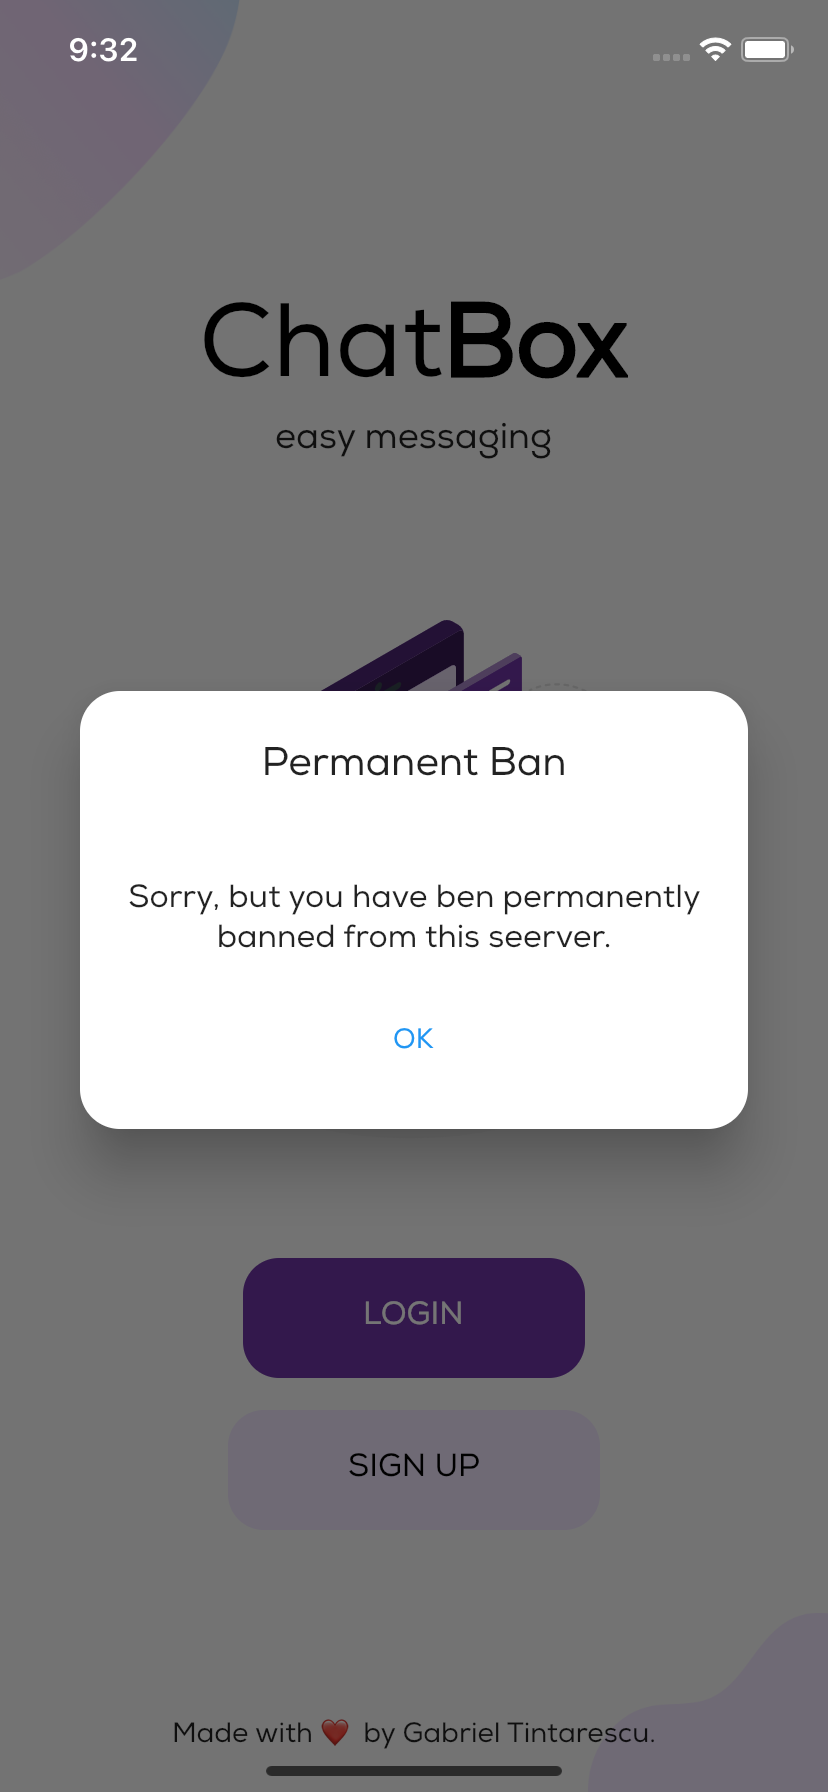 9:32
ChatBox
easy messaging
Permanent Ban
Sorry, but you have ben permanently
banned from this seerver.
OK
LOGIN
SIGN UP
Made with ❤️ by Gabriel Tintarescu.